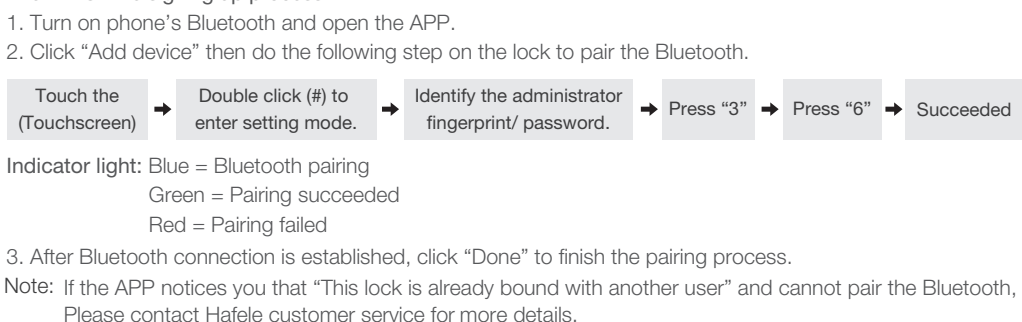 1. Turn on phone’s Bluetooth and open the APP.
2. Click “Add device” then do the following step on the lock to pair the Bluetooth.
Touch the
(Touchscreen)
Double click (#) to
enter setting mode.
Identify the administrator
fingerprint/ password.
Press “3”
Press “6”
Succeeded
Indicator light: Blue = Bluetooth pairing
Green = Pairing succeeded
Red = Pairing failed
3. After Bluetooth connection is established, click “Done” to finish the pairing process.
Note: If the APP notices you that “This lock is already bound with another user” and cannot pair the Bluetooth,
Please contact Hafele customer service for more details.